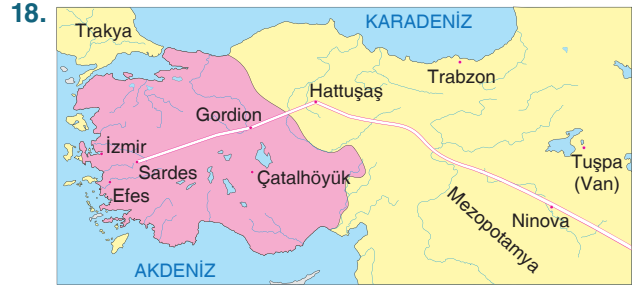 18.
KARADENİZ
Trakya
Trabzon
Hattuşaş
Gordion
İzmir
Sardes
Çatalhöyük
Efes
Tuşpa
(Van)
Mezopotamya
Ninova
AKDENİZ